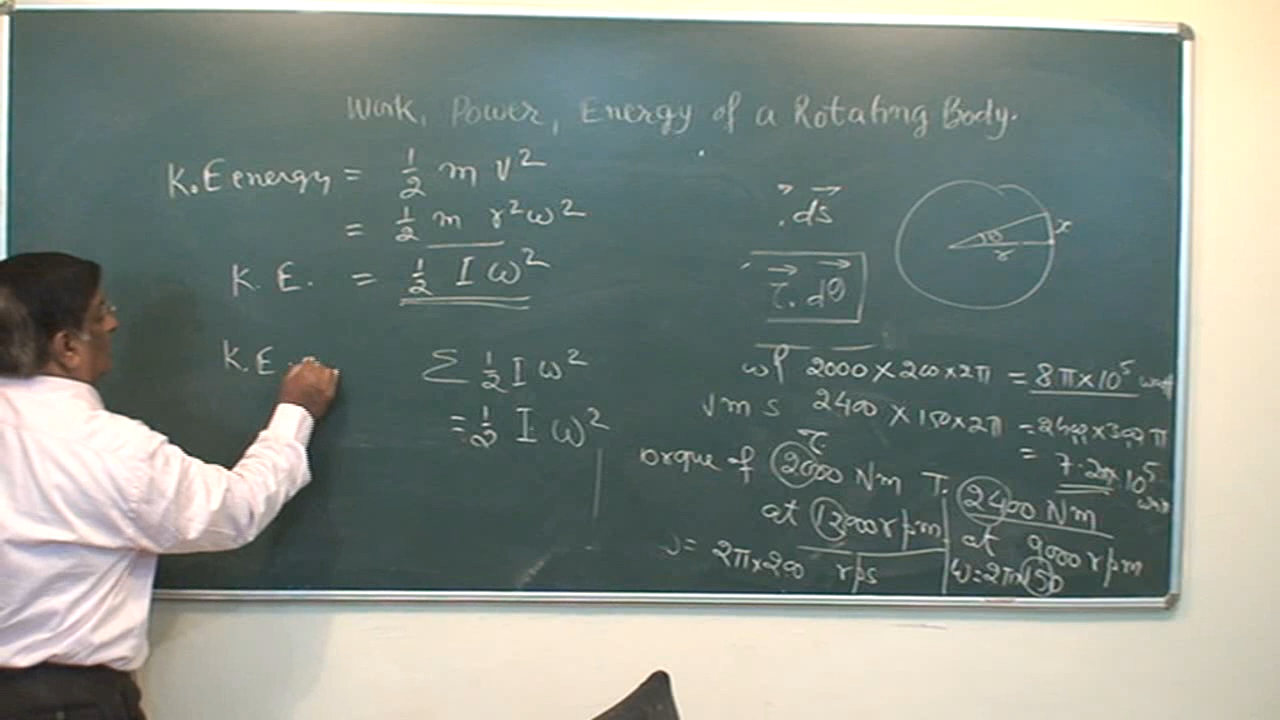 Work, Power, Energy of a Rotating Body.
K.E energy = 1/2 m v²
= 1/2 m r²ω²
K. E. = 1/2 I ω²
K.E
Σ 1/2 I ω²
= 1/2 I ω²
. ds
τ. dθ
θ
r
x
2000 × 200 × 2π = 8π×10⁵
2400 × 150 × 2π
=
τ
orque of 2000 Nm
at 12000 rpm
ω = 2π×200 rps
T. 2400 Nm
at 9000 rpm
ω = 2π×150